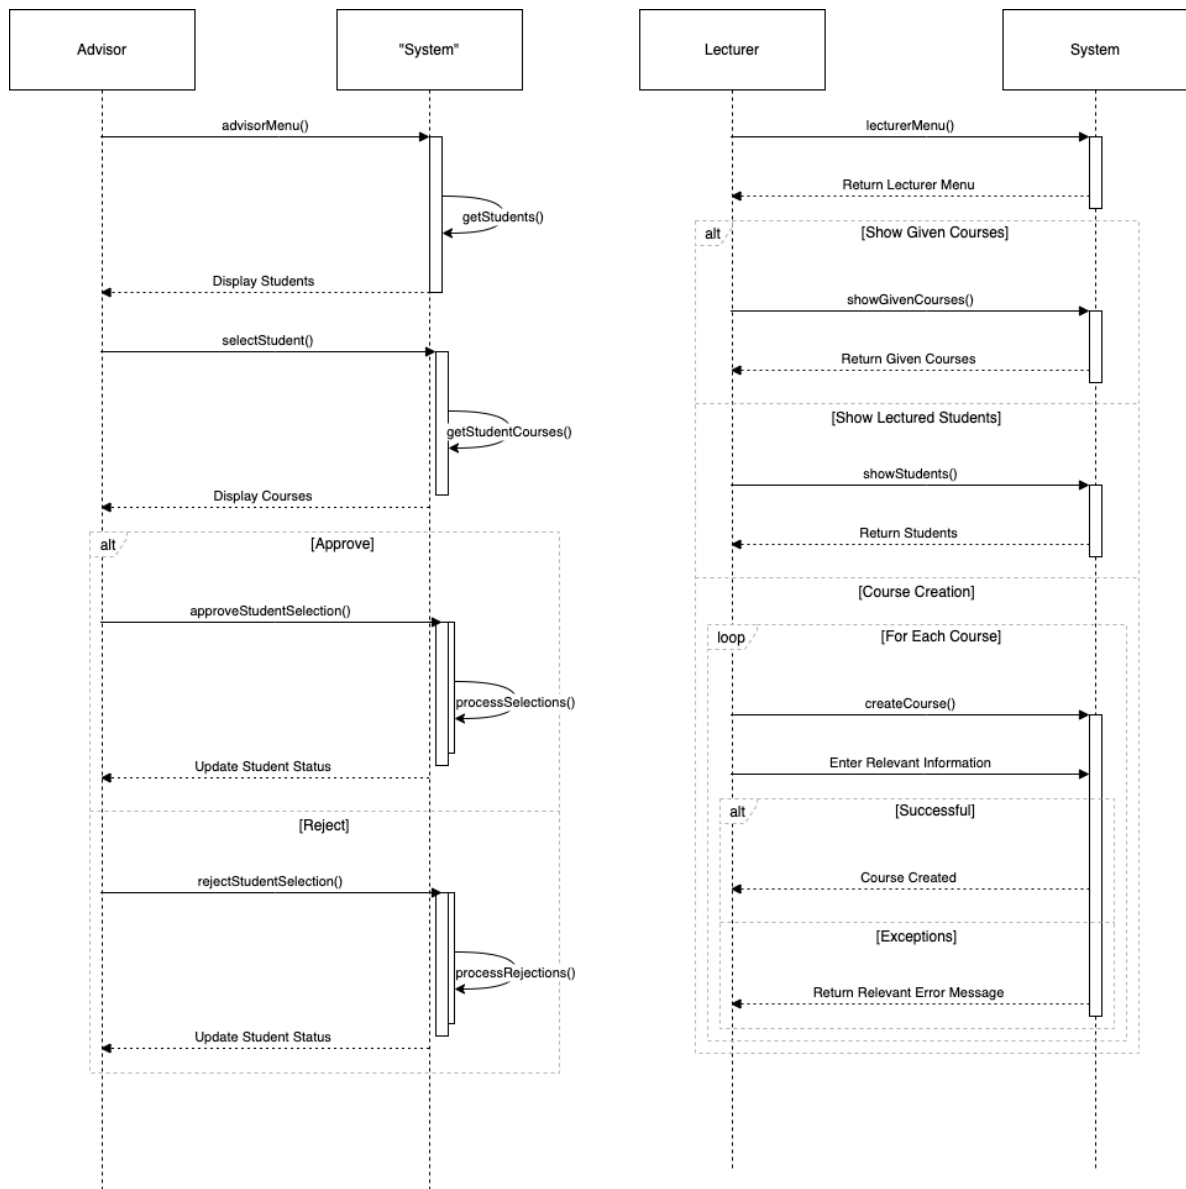 Advisor
"System"
advisorMenu()
getStudents()
Display Students
selectStudent()
getStudentCourses()
Display Courses
alt
[Approve]
approveStudentSelection()
processSelections()
Update Student Status
[Reject]
rejectStudentSelection()
processRejections()
Update Student Status
Lecturer
System
lecturerMenu()
Return Lecturer Menu
alt
[Show Given Courses]
showGivenCourses()
Return Given Courses
[Show Lectured Students]
showStudents()
Return Students
[Course Creation]
loop
[For Each Course]
createCourse()
Enter Relevant Information
alt
[Successful]
Course Created
[Exceptions]
Return Relevant Error Message